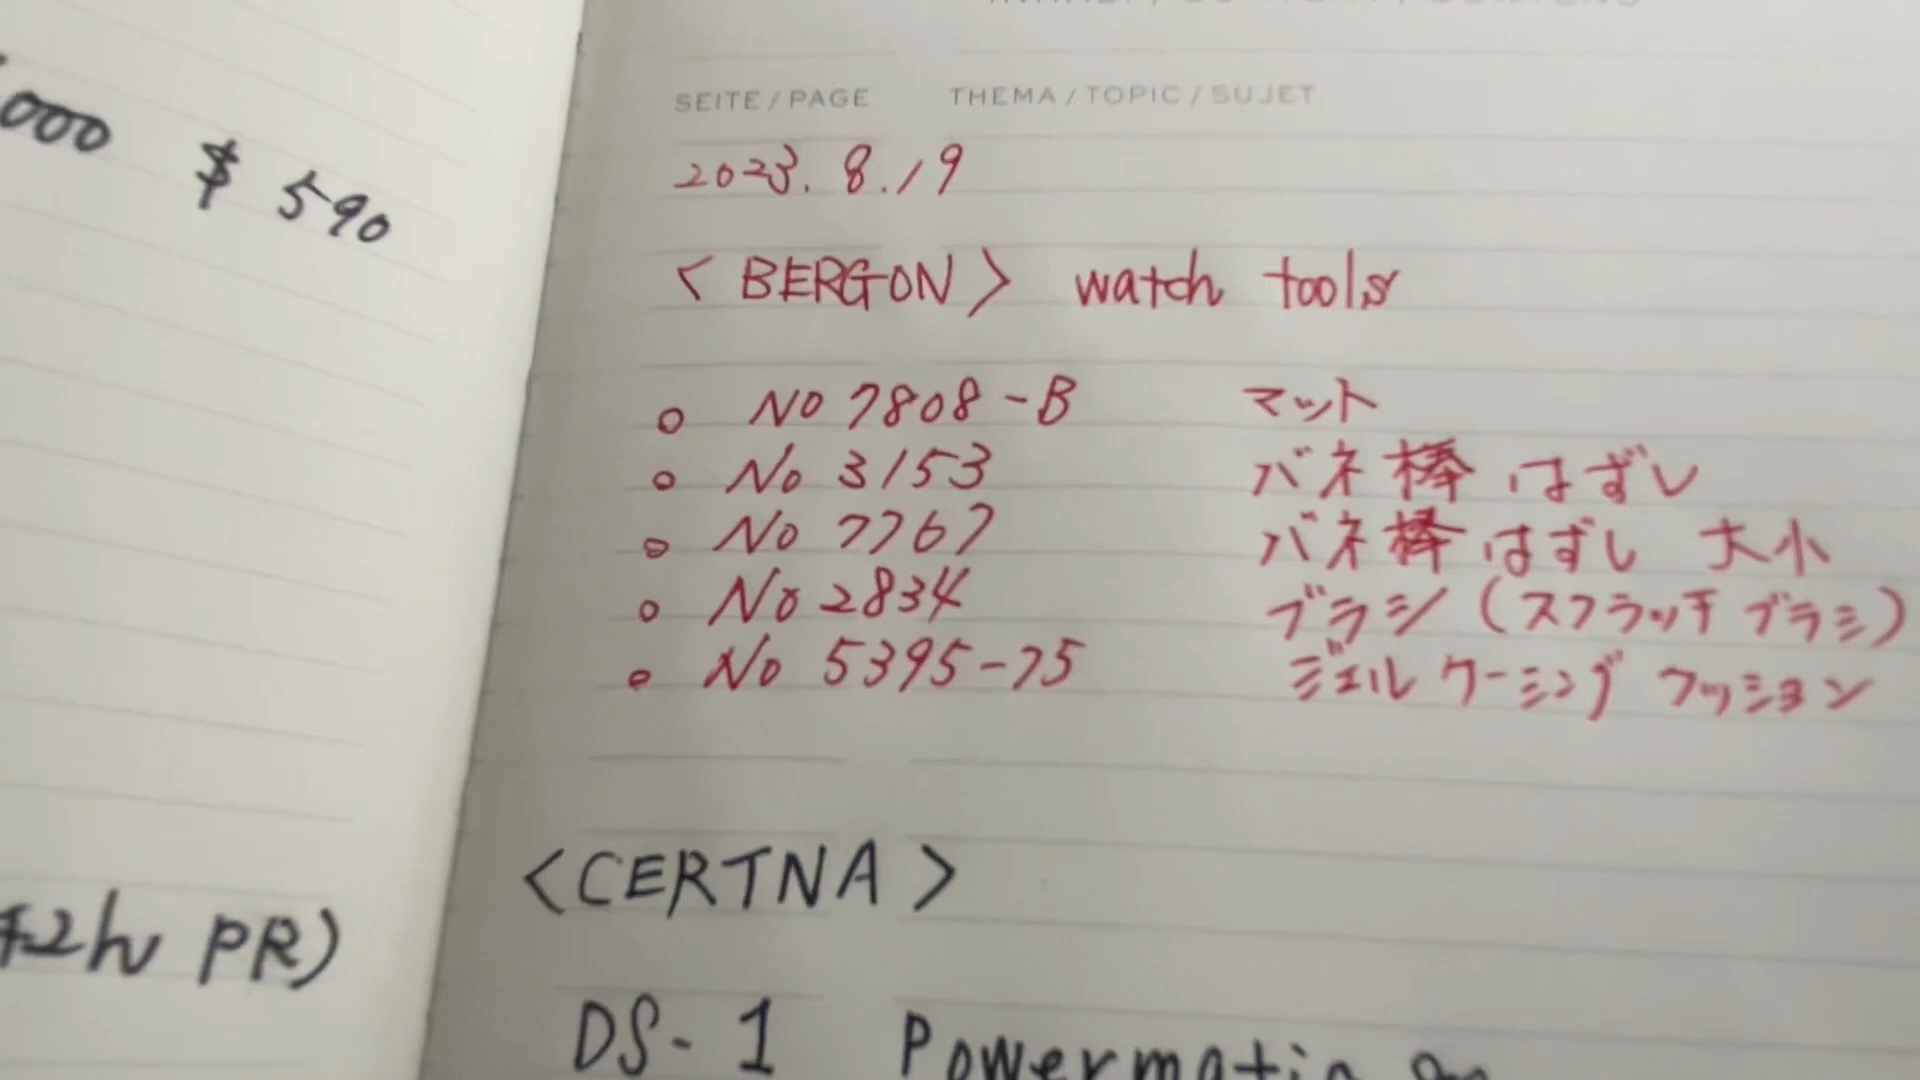 000 $ 590
42h PR)
SEITE / PAGE THEMA / TOPIC / SUJET
2023. 8. 19
< BERGON > watch tools
○ No 7808-B マット
○ No 3153 バネ棒 はずし
○ No 7767 バネ棒 はずし 大小
○ No 2834 ブラシ (スクラッチ ブラシ)
○ No 5395-75 ジェル ケーシング クッション
<CERTNA>
DS-1 Powermatic